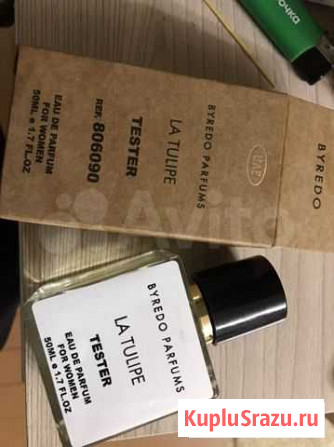 очка
BYREDO
UAE
BYREDO PARFUMS
LA TULIPE
TESTER
REF. 806090
EAU DE PARFUM
FOR WOMEN
50ML e 1.7 FL.OZ
BYREDO PARFUMS
LA TULIPE
TESTER
EAU DE PARFUM
FOR WOMEN
50ML e 1.7 FL.OZ
Avito
KupluSrazu.ru